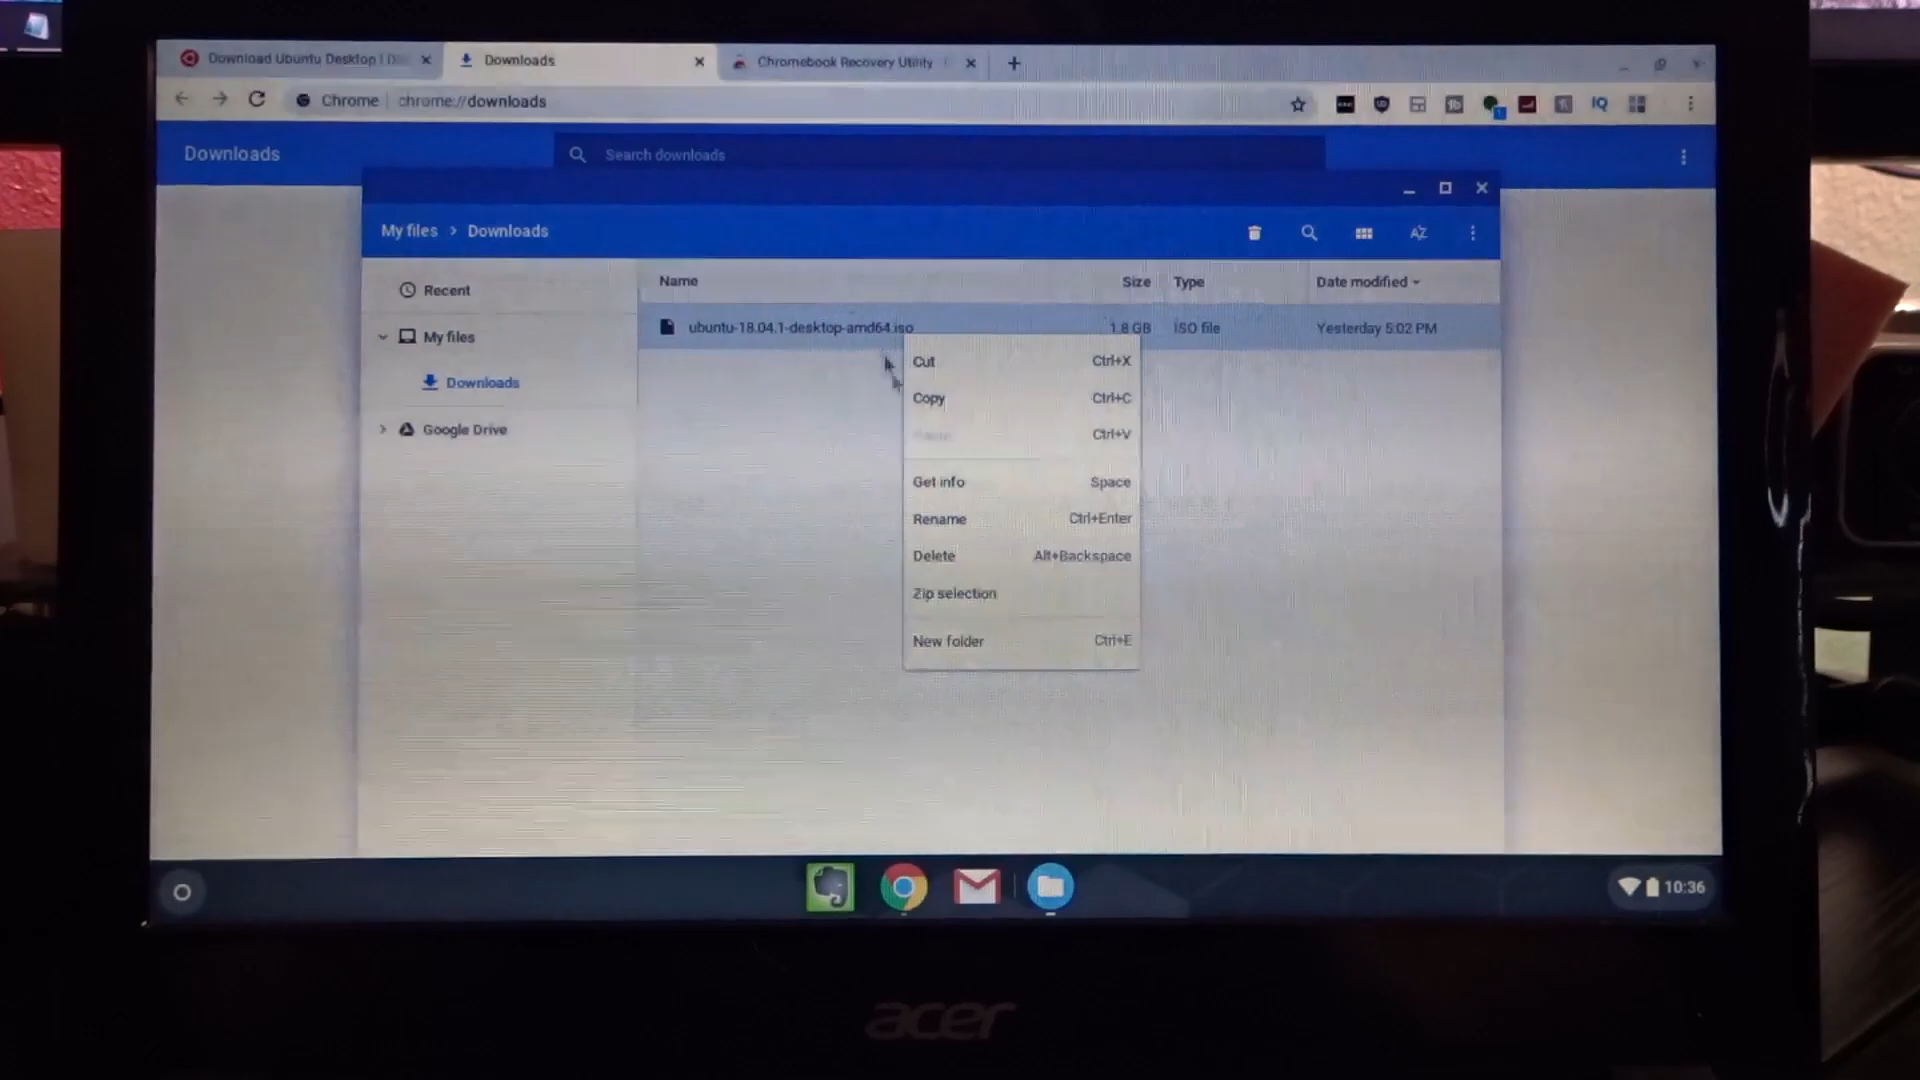 Download Ubuntu Desktop | D
Downloads
Chromebook Recovery Utility
Chrome
chrome://downloads
IQ
Downloads
Search downloads
My files > Downloads
AZ
Recent
My files
Downloads
Google Drive
Name
Size
Type
Date modified
ubuntu-18.04.1-desktop-amd64.iso
1.8 GB
ISO file
Yesterday 5:02 PM
Cut
Ctrl+X
Copy
Ctrl+C
Paste
Ctrl+V
Get info
Space
Rename
Ctrl+Enter
Delete
Alt+Backspace
Zip selection
New folder
Ctrl+E
10:36
acer